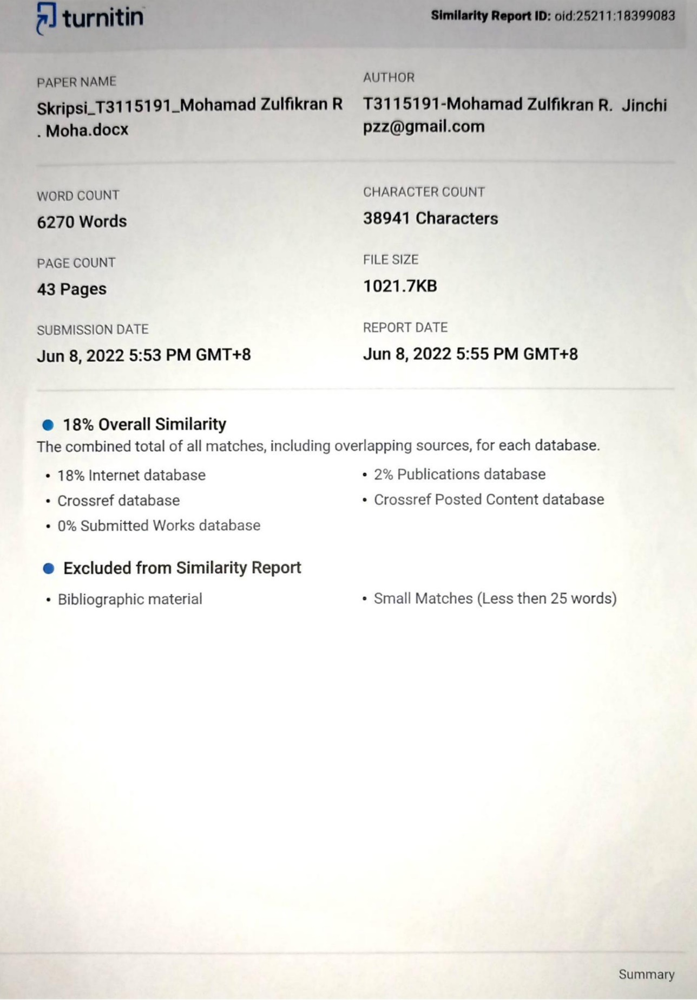 turnitin
Similarity Report ID: oid:25211:18399083
PAPER NAME
Skripsi_T3115191_Mohamad Zulfikran R
. Moha.docx
AUTHOR
T3115191-Mohamad Zulfikran R. Jinchi
pzz@gmail.com
WORD COUNT
6270 Words
CHARACTER COUNT
38941 Characters
PAGE COUNT
43 Pages
FILE SIZE
1021.7KB
SUBMISSION DATE
Jun 8, 2022 5:53 PM GMT+8
REPORT DATE
Jun 8, 2022 5:55 PM GMT+8
● 18% Overall Similarity
The combined total of all matches, including overlapping sources, for each database.
• 18% Internet database
• 2% Publications database
• Crossref database
• Crossref Posted Content database
• 0% Submitted Works database
● Excluded from Similarity Report
• Bibliographic material
• Small Matches (Less then 25 words)
Summary